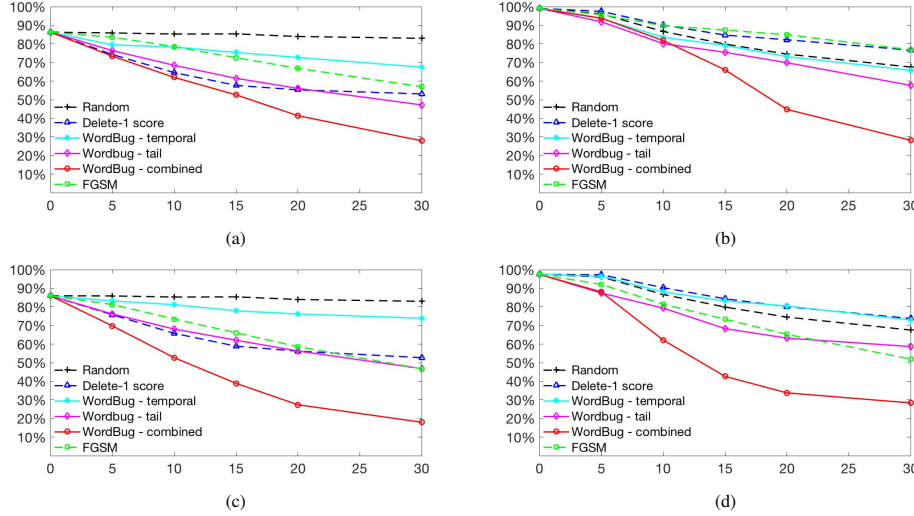 100%
90%
80%
70%
60%
50%
40%
30%
20%
10%
Random
Delete-1 score
WordBug - temporal
Wordbug - tail
WordBug - combined
FGSM
0 5 10 15 20 25 30
(a)
100%
90%
80%
70%
60%
50%
40%
30%
20%
10%
Random
Delete-1 score
WordBug - temporal
Wordbug - tail
WordBug - combined
FGSM
0 5 10 15 20 25 30
(b)
100%
90%
80%
70%
60%
50%
40%
30%
20%
10%
Random
Delete-1 score
WordBug - temporal
Wordbug - tail
WordBug - combined
FGSM
0 5 10 15 20 25 30
(c)
100%
90%
80%
70%
60%
50%
40%
30%
20%
10%
Random
Delete-1 score
WordBug - temporal
Wordbug - tail
WordBug - combined
FGSM
0 5 10 15 20 25 30
(d)